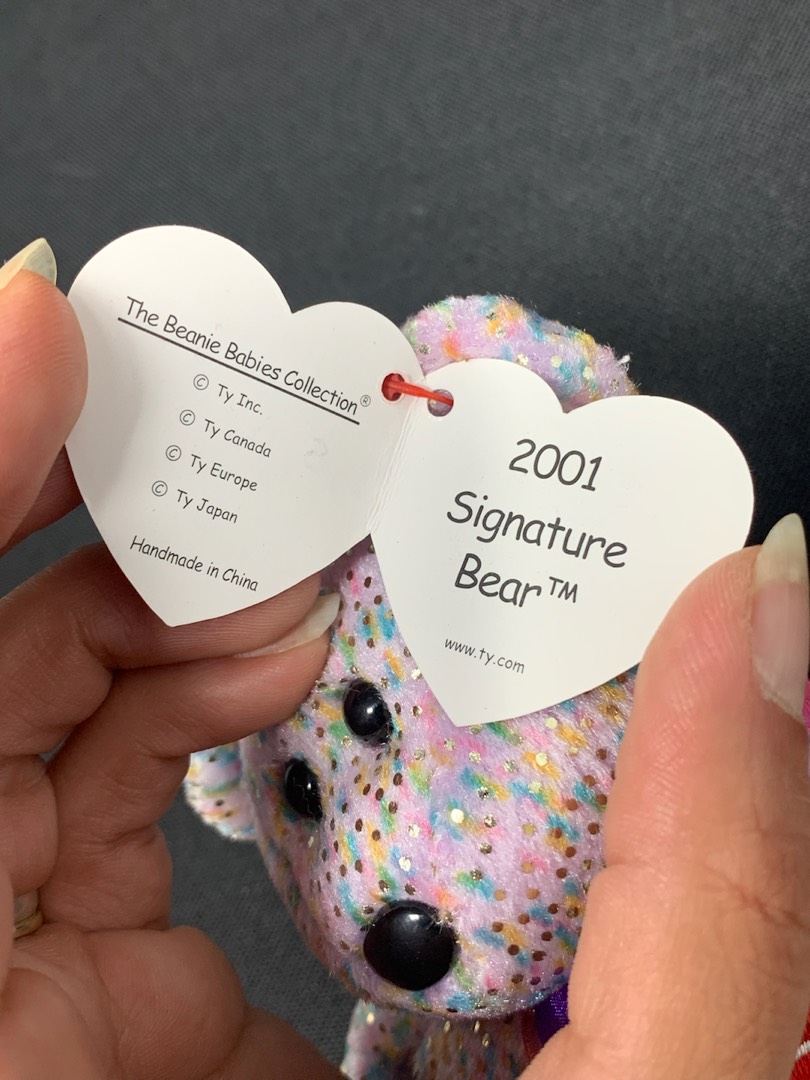 The Beanie Babies Collection®
© Ty Inc.
© Ty Canada
© Ty Europe
© Ty Japan
Handmade in China
2001
Signature
Bear™
www.ty.com